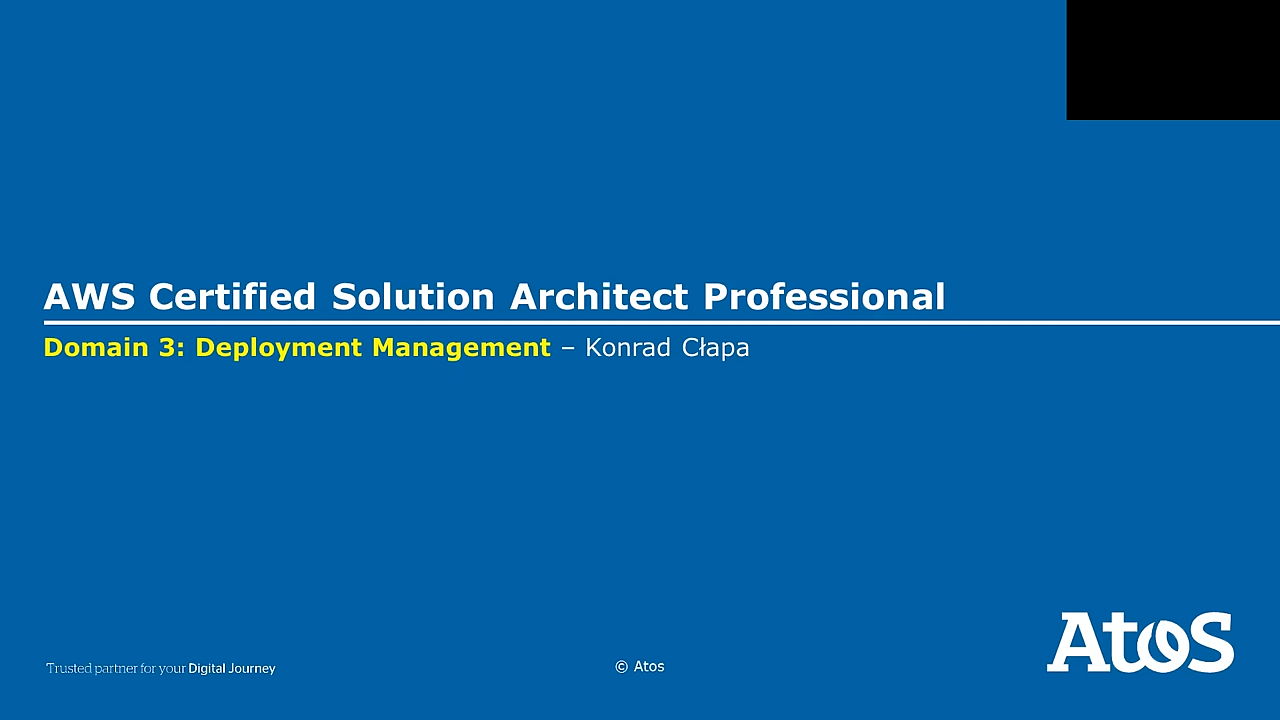 AWS Certified Solution Architect Professional
Domain 3: Deployment Management – Konrad Cłapa
Trusted partner for your Digital Journey
© Atos
Atos